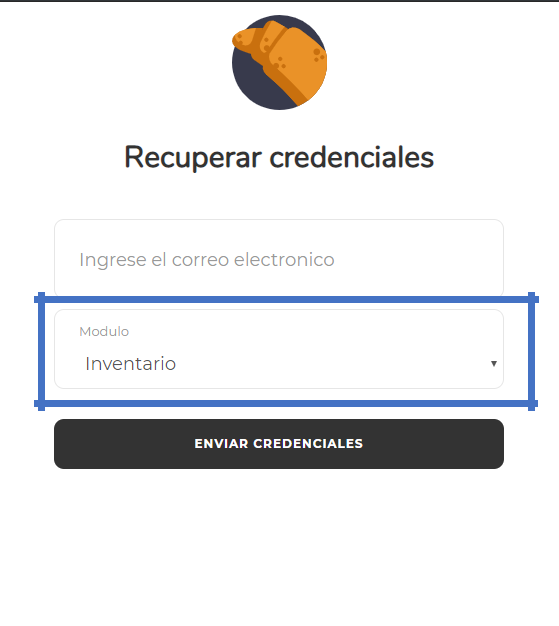 Recuperar credenciales
Ingrese el correo electronico
Modulo
Inventario
ENVIAR CREDENCIALES